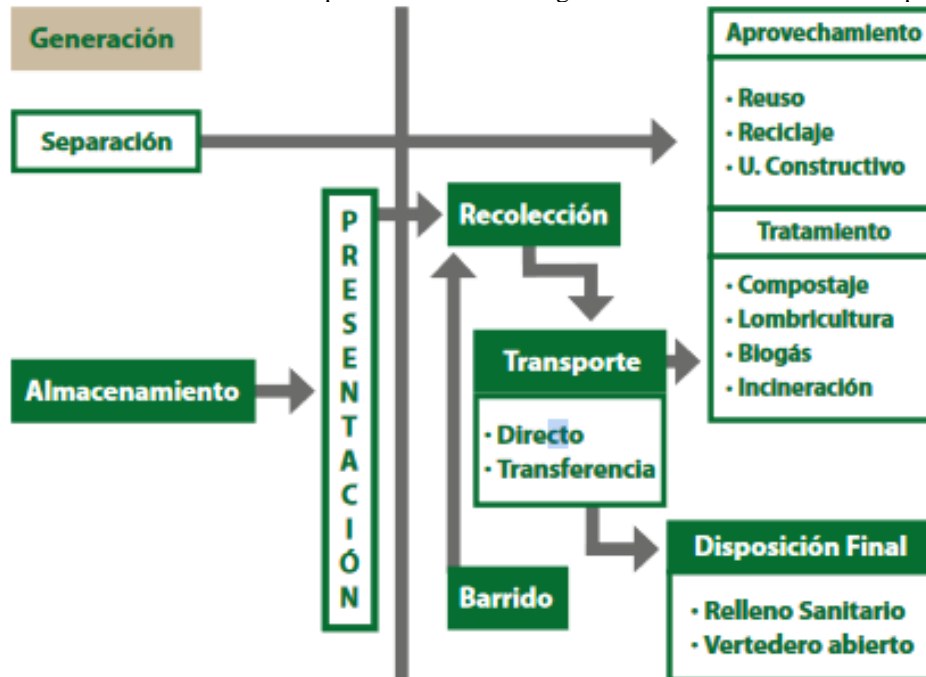 Generación
Separación
Almacenamiento
PRESENTACIÓN
Recolección
Transporte
• Directo
• Transferencia
Barrido
Aprovechamiento
• Reuso
• Reciclaje
• U. Constructivo
Tratamiento
• Compostaje
• Lombricultura
• Biogás
• Incineración
Disposición Final
• Relleno Sanitario
• Vertedero abierto